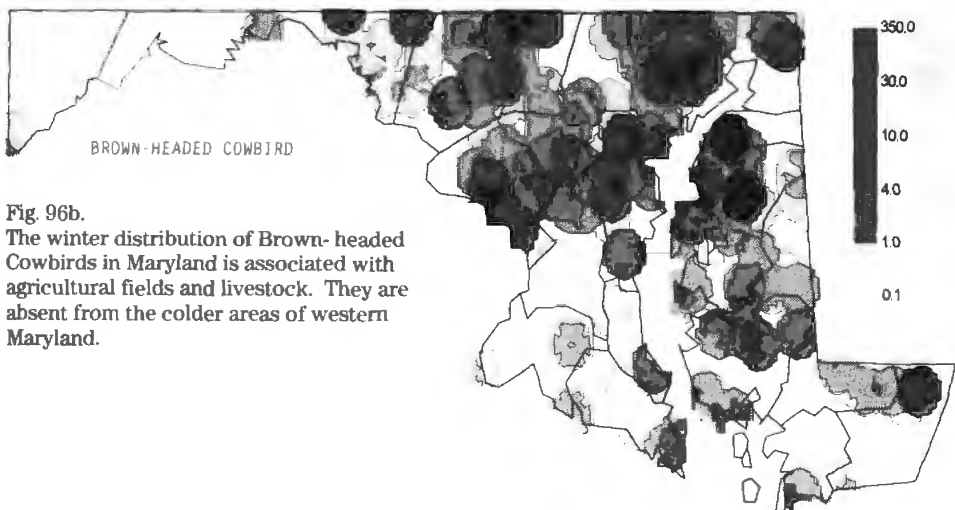 BROWN-HEADED COWBIRD
Fig. 96b.
The winter distribution of Brown- headed
Cowbirds in Maryland is associated with
agricultural fields and livestock. They are
absent from the colder areas of western
Maryland.
350.0
30.0
10.0
4.0
1.0
0.1